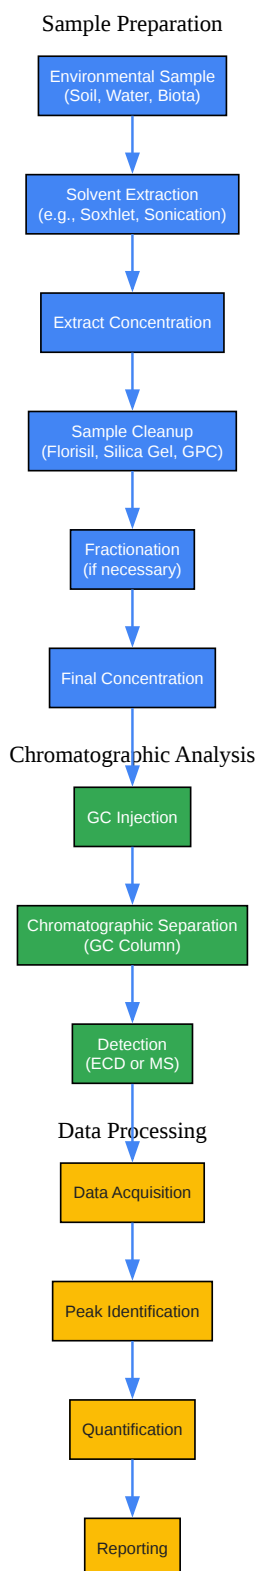 Sample Preparation
Environmental Sample
(Soil, Water, Biota)
Solvent Extraction
(e.g., Soxhlet, Sonication)
Extract Concentration
Sample Cleanup
(Florisil, Silica Gel, GPC)
Fractionation
(if necessary)
Final Concentration
Chromatographic Analysis
GC Injection
Chromatographic Separation
(GC Column)
Detection
(ECD or MS)
Data Processing
Data Acquisition
Peak Identification
Quantification
Reporting